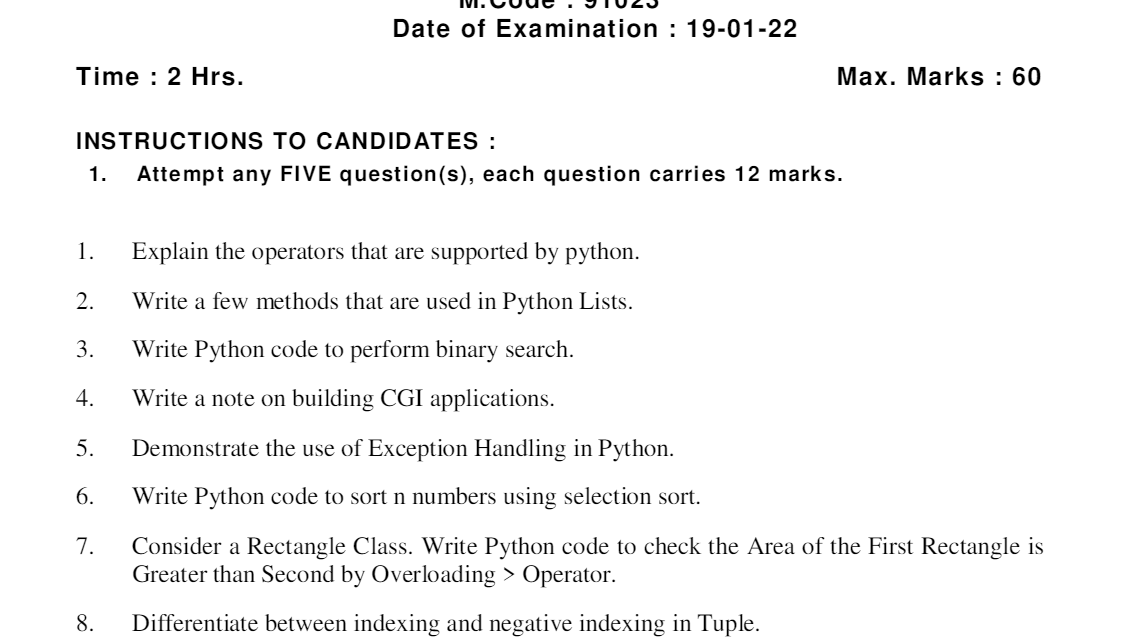 M.Code : 91023
Date of Examination : 19-01-22
Time : 2 Hrs. Max. Marks : 60
INSTRUCTIONS TO CANDIDATES :
1. Attempt any FIVE question(s), each question carries 12 marks.
1. Explain the operators that are supported by python.
2. Write a few methods that are used in Python Lists.
3. Write Python code to perform binary search.
4. Write a note on building CGI applications.
5. Demonstrate the use of Exception Handling in Python.
6. Write Python code to sort n numbers using selection sort.
7. Consider a Rectangle Class. Write Python code to check the Area of the First Rectangle is
Greater than Second by Overloading > Operator.
8. Differentiate between indexing and negative indexing in Tuple.